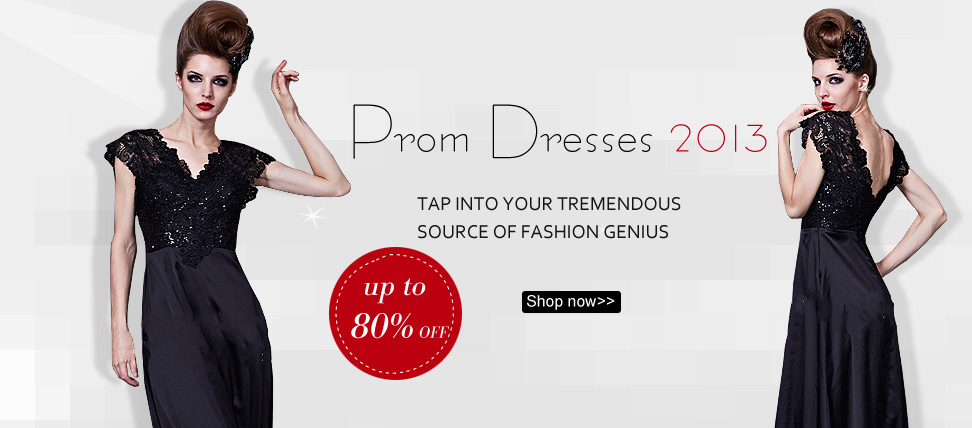 Prom Dresses 2013
TAP INTO YOUR TREMENDOUS
SOURCE OF FASHION GENIUS
up to
80% OFF
Shop now>>